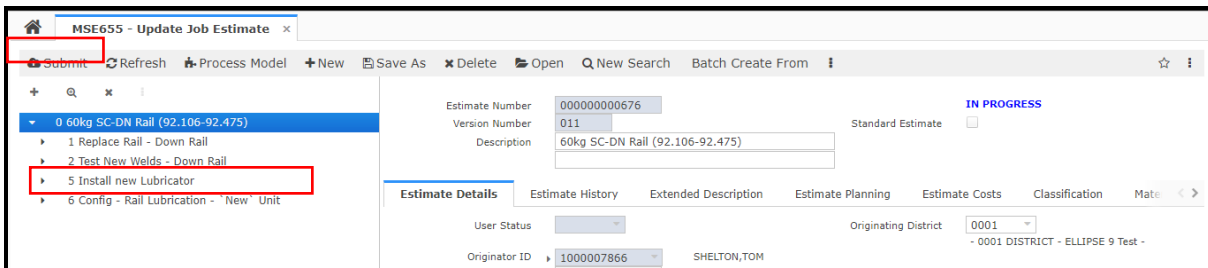 MSE655 - Update Job Estimate ×
Submit Refresh Process Model New Save As Delete Open New Search Batch Create From
Estimate Number 000000000676 IN PROGRESS
Version Number 011 Standard Estimate
Description 60kg SC-DN Rail (92.106-92.475)
0 60kg SC-DN Rail (92.106-92.475)
1 Replace Rail - Down Rail
2 Test New Welds - Down Rail
5 Install new Lubricator
6 Config - Rail Lubrication - `New` Unit
Estimate Details Estimate History Extended Description Estimate Planning Estimate Costs Classification Mate
User Status Originating District 0001
- 0001 DISTRICT - ELLIPSE 9 Test -
Originator ID 1000007866 SHELTON,TOM